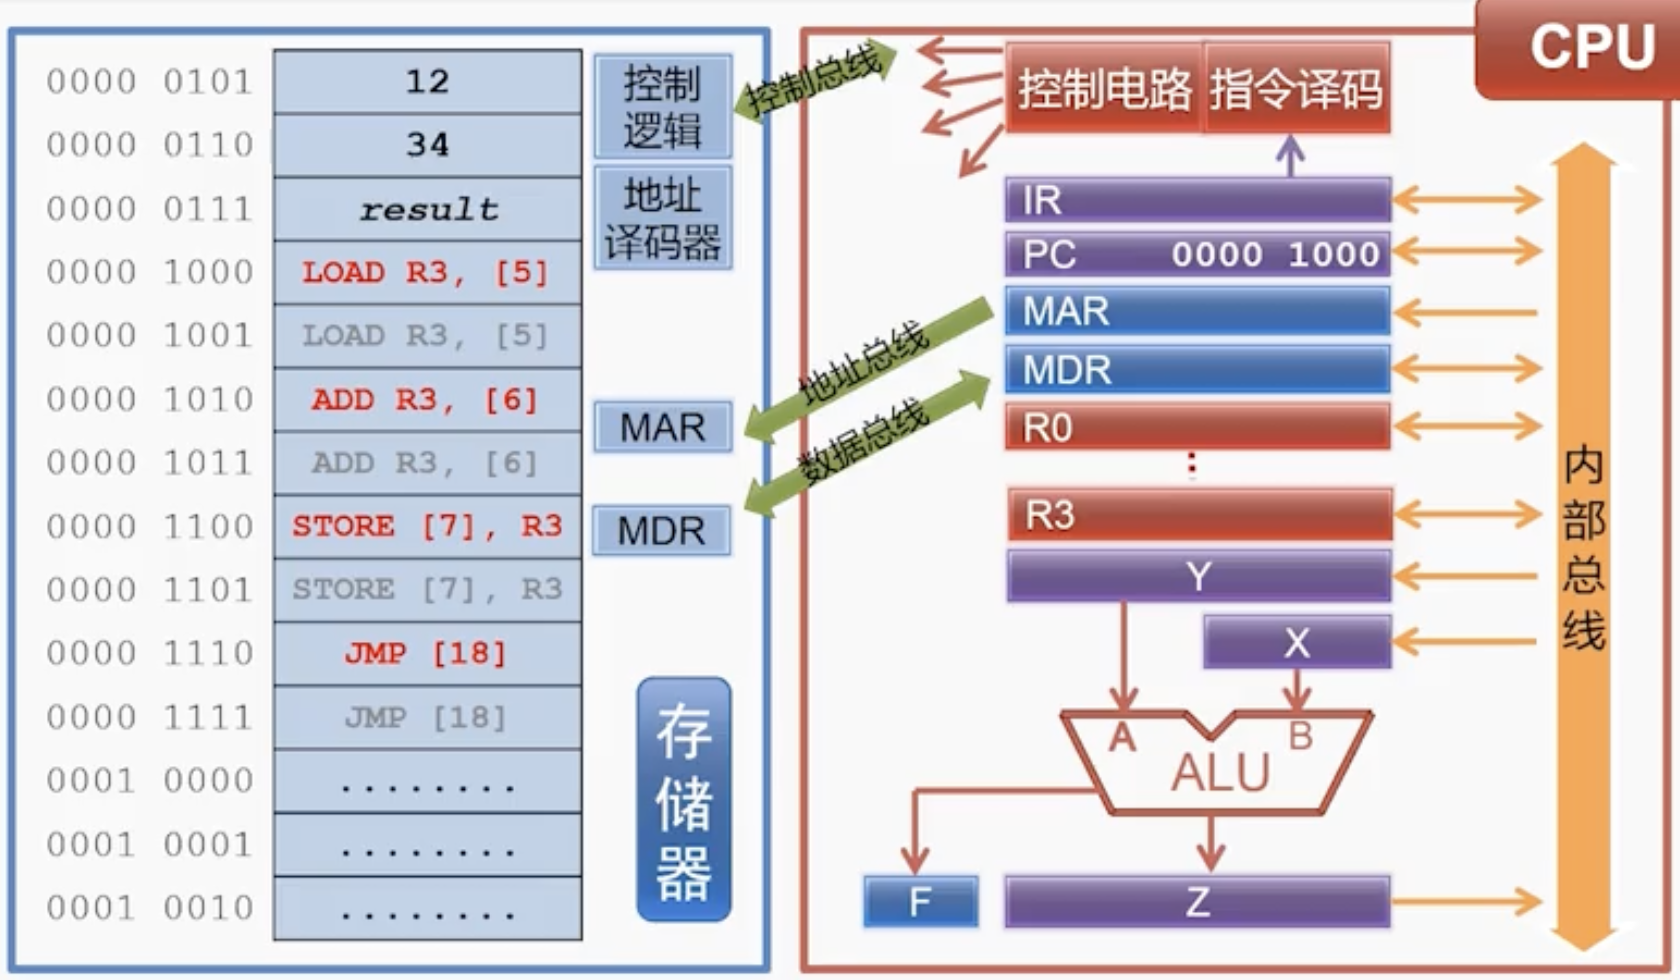 0000 0101 12
0000 0110 34
0000 0111 result
0000 1000 LOAD R3, [5]
0000 1001 LOAD R3, [5]
0000 1010 ADD R3, [6]
0000 1011 ADD R3, [6]
0000 1100 STORE [7], R3
0000 1101 STORE [7], R3
0000 1110 JMP [18]
0000 1111 JMP [18]
0001 0000 ........
0001 0001 ........
0001 0010 ........
控制
逻辑
地址
译码器
MAR
MDR
存
储
器
控制总线
地址总线
数据总线
CPU
控制电路 指令译码
IR
PC 0000 1000
MAR
MDR
R0
⋮
R3
Y
X
A B
ALU
F Z
内
部
总
线